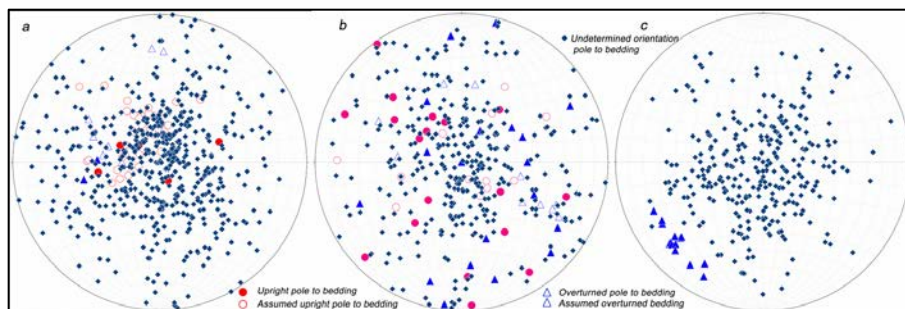 a
b
c
Undetermined orientation
pole to bedding
Upright pole to bedding
Assumed upright pole to bedding
Overturned pole to bedding
Assumed overturned bedding